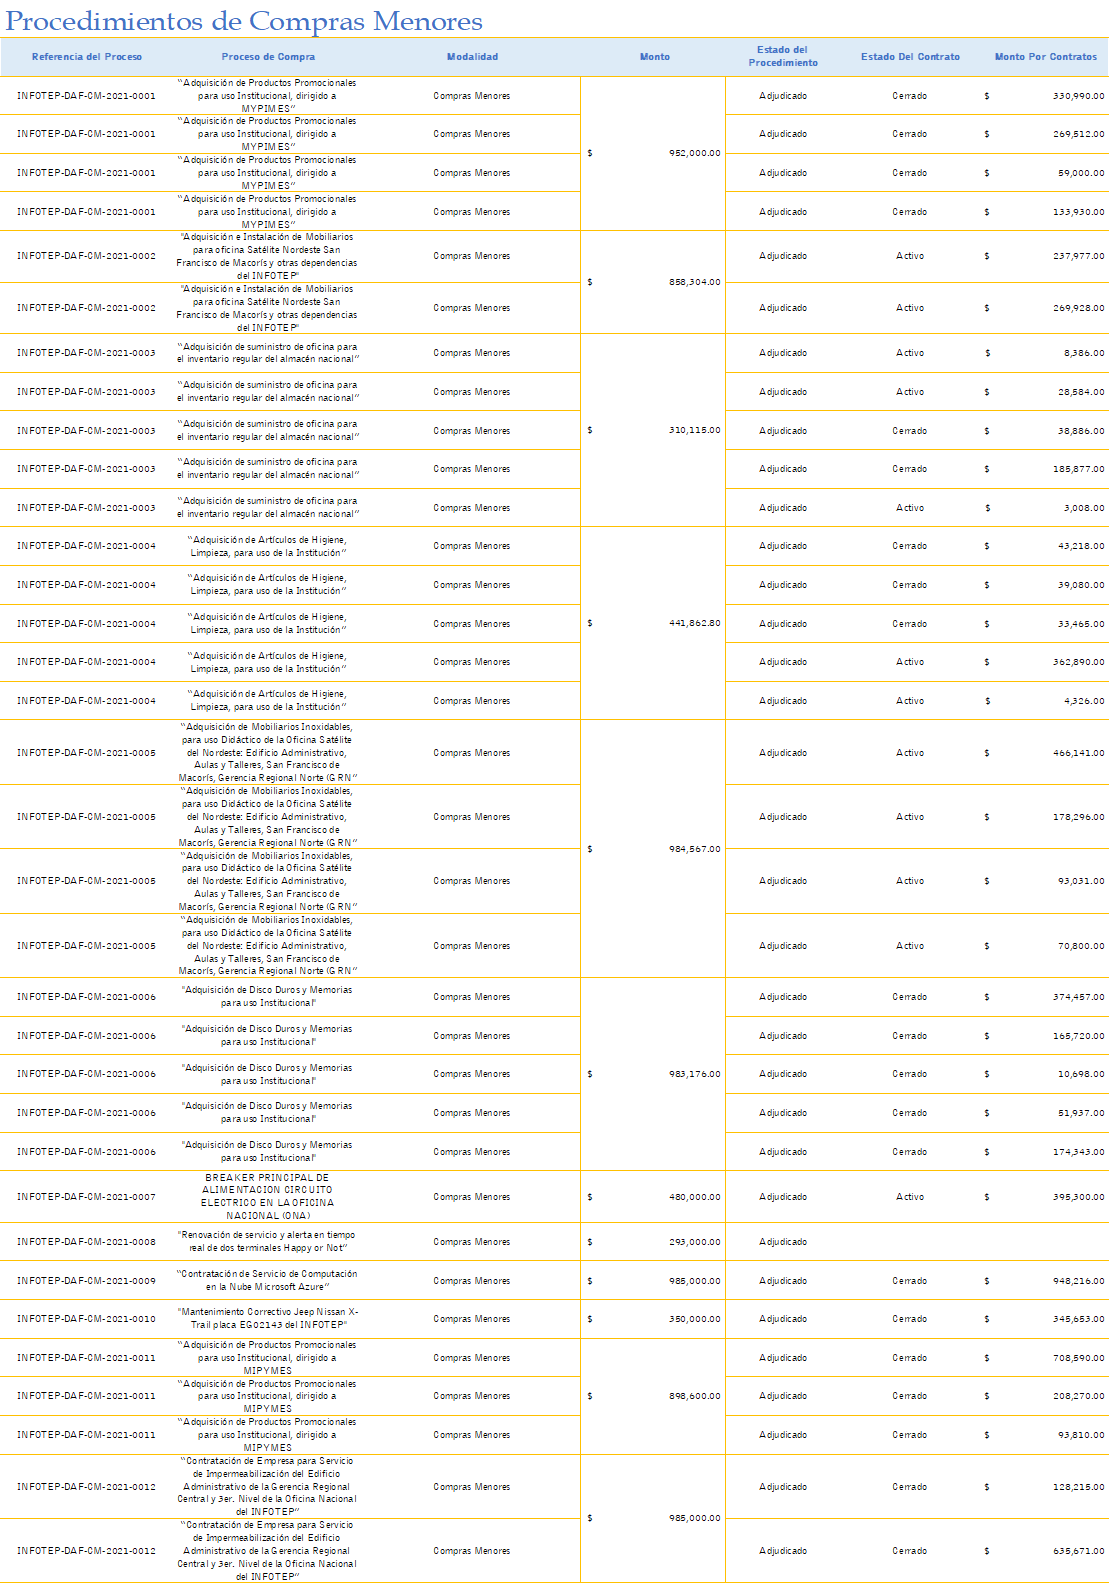 Procedimientos de Compras Menores
Referencia del Proceso Proceso de Compra Modalidad Monto Estado del Procedimiento Estado Del Contrato Monto Por Contratos
INFOTEP-DAF-CM-2021-0001 “Adquisición de Productos Promocionales para uso Institucional, dirigido a MYPIMES” Compras Menores $ 952,000.00 Adjudicado Cerrado $ 330,990.00
INFOTEP-DAF-CM-2021-0001 “Adquisición de Productos Promocionales para uso Institucional, dirigido a MYPIMES” Compras Menores Adjudicado Cerrado $ 269,512.00
INFOTEP-DAF-CM-2021-0001 “Adquisición de Productos Promocionales para uso Institucional, dirigido a MYPIMES” Compras Menores Adjudicado Cerrado $ 59,000.00
INFOTEP-DAF-CM-2021-0001 “Adquisición de Productos Promocionales para uso Institucional, dirigido a MYPIMES” Compras Menores Adjudicado Cerrado $ 133,930.00
INFOTEP-DAF-CM-2021-0002 "Adquisición e Instalación de Mobiliarios para oficina Satélite Nordeste San Francisco de Macorís y otras dependencias del INFOTEP" Compras Menores $ 858,304.00 Adjudicado Activo $ 237,977.00
INFOTEP-DAF-CM-2021-0002 "Adquisición e Instalación de Mobiliarios para oficina Satélite Nordeste San Francisco de Macorís y otras dependencias del INFOTEP" Compras Menores Adjudicado Activo $ 269,928.00
INFOTEP-DAF-CM-2021-0003 “Adquisición de suministro de oficina para el inventario regular del almacén nacional” Compras Menores $ 310,115.00 Adjudicado Activo $ 8,386.00
INFOTEP-DAF-CM-2021-0003 “Adquisición de suministro de oficina para el inventario regular del almacén nacional” Compras Menores Adjudicado Activo $ 28,584.00
INFOTEP-DAF-CM-2021-0003 “Adquisición de suministro de oficina para el inventario regular del almacén nacional” Compras Menores Adjudicado Cerrado $ 38,886.00
INFOTEP-DAF-CM-2021-0003 “Adquisición de suministro de oficina para el inventario regular del almacén nacional” Compras Menores Adjudicado Cerrado $ 185,877.00
INFOTEP-DAF-CM-2021-0003 “Adquisición de suministro de oficina para el inventario regular del almacén nacional” Compras Menores Adjudicado Activo $ 3,008.00
INFOTEP-DAF-CM-2021-0004 “Adquisición de Artículos de Higiene, Limpieza, para uso de la Institución” Compras Menores $ 441,862.80 Adjudicado Cerrado $ 43,218.00
INFOTEP-DAF-CM-2021-0004 “Adquisición de Artículos de Higiene, Limpieza, para uso de la Institución” Compras Menores Adjudicado Cerrado $ 39,080.00
INFOTEP-DAF-CM-2021-0004 “Adquisición de Artículos de Higiene, Limpieza, para uso de la Institución” Compras Menores Adjudicado Cerrado $ 33,465.00
INFOTEP-DAF-CM-2021-0004 “Adquisición de Artículos de Higiene, Limpieza, para uso de la Institución” Compras Menores Adjudicado Activo $ 362,890.00
INFOTEP-DAF-CM-2021-0004 “Adquisición de Artículos de Higiene, Limpieza, para uso de la Institución” Compras Menores Adjudicado Activo $ 4,326.00
INFOTEP-DAF-CM-2021-0005 “Adquisición de Mobiliarios Inoxidables, para uso Didáctico de la Oficina Satélite del Nordeste: Edificio Administrativo, Aulas y Talleres, San Francisco de Macorís, Gerencia Regional Norte (GRN” Compras Menores $ 984,567.00 Adjudicado Activo $ 466,141.00
INFOTEP-DAF-CM-2021-0005 “Adquisición de Mobiliarios Inoxidables, para uso Didáctico de la Oficina Satélite del Nordeste: Edificio Administrativo, Aulas y Talleres, San Francisco de Macorís, Gerencia Regional Norte (GRN” Compras Menores Adjudicado Activo $ 178,296.00
INFOTEP-DAF-CM-2021-0005 “Adquisición de Mobiliarios Inoxidables, para uso Didáctico de la Oficina Satélite del Nordeste: Edificio Administrativo, Aulas y Talleres, San Francisco de Macorís, Gerencia Regional Norte (GRN” Compras Menores Adjudicado Activo $ 93,031.00
INFOTEP-DAF-CM-2021-0005 “Adquisición de Mobiliarios Inoxidables, para uso Didáctico de la Oficina Satélite del Nordeste: Edificio Administrativo, Aulas y Talleres, San Francisco de Macorís, Gerencia Regional Norte (GRN” Compras Menores Adjudicado Activo $ 70,800.00
INFOTEP-DAF-CM-2021-0006 "Adquisición de Disco Duros y Memorias para uso Institucional" Compras Menores $ 983,176.00 Adjudicado Cerrado $ 374,457.00
INFOTEP-DAF-CM-2021-0006 "Adquisición de Disco Duros y Memorias para uso Institucional" Compras Menores Adjudicado Cerrado $ 165,720.00
INFOTEP-DAF-CM-2021-0006 "Adquisición de Disco Duros y Memorias para uso Institucional" Compras Menores Adjudicado Cerrado $ 10,698.00
INFOTEP-DAF-CM-2021-0006 "Adquisición de Disco Duros y Memorias para uso Institucional" Compras Menores Adjudicado Cerrado $ 51,937.00
INFOTEP-DAF-CM-2021-0006 "Adquisición de Disco Duros y Memorias para uso Institucional" Compras Menores Adjudicado Cerrado $ 174,343.00
INFOTEP-DAF-CM-2021-0007 BREAKER PRINCIPAL DE ALIMENTACION CIRCUITO ELECTRICO EN LA OFICINA NACIONAL (ONA) Compras Menores $ 480,000.00 Adjudicado Activo $ 395,300.00
INFOTEP-DAF-CM-2021-0008 "Renovación de servicio y alerta en tiempo real de dos terminales Happy or Not” Compras Menores $ 293,000.00 Adjudicado
INFOTEP-DAF-CM-2021-0009 “Contratación de Servicio de Computación en la Nube Microsoft Azure” Compras Menores $ 985,000.00 Adjudicado Cerrado $ 948,216.00
INFOTEP-DAF-CM-2021-0010 "Mantenimiento Correctivo Jeep Nissan X-Trail placa EG02143 del INFOTEP" Compras Menores $ 350,000.00 Adjudicado Cerrado $ 345,653.00
INFOTEP-DAF-CM-2021-0011 “Adquisición de Productos Promocionales para uso Institucional, dirigido a MIPYMES Compras Menores $ 898,600.00 Adjudicado Cerrado $ 708,590.00
INFOTEP-DAF-CM-2021-0011 “Adquisición de Productos Promocionales para uso Institucional, dirigido a MIPYMES Compras Menores Adjudicado Cerrado $ 208,270.00
INFOTEP-DAF-CM-2021-0011 “Adquisición de Productos Promocionales para uso Institucional, dirigido a MIPYMES Compras Menores Adjudicado Cerrado $ 93,810.00
INFOTEP-DAF-CM-2021-0012 “Contratación de Empresa para Servicio de Impermeabilización del Edificio Administrativo de la Gerencia Regional Central y 3er. Nivel de la Oficina Nacional del INFOTEP” Compras Menores $ 985,000.00 Adjudicado Cerrado $ 128,215.00
INFOTEP-DAF-CM-2021-0012 “Contratación de Empresa para Servicio de Impermeabilización del Edificio Administrativo de la Gerencia Regional Central y 3er. Nivel de la Oficina Nacional del INFOTEP” Compras Menores Adjudicado Cerrado $ 635,671.00